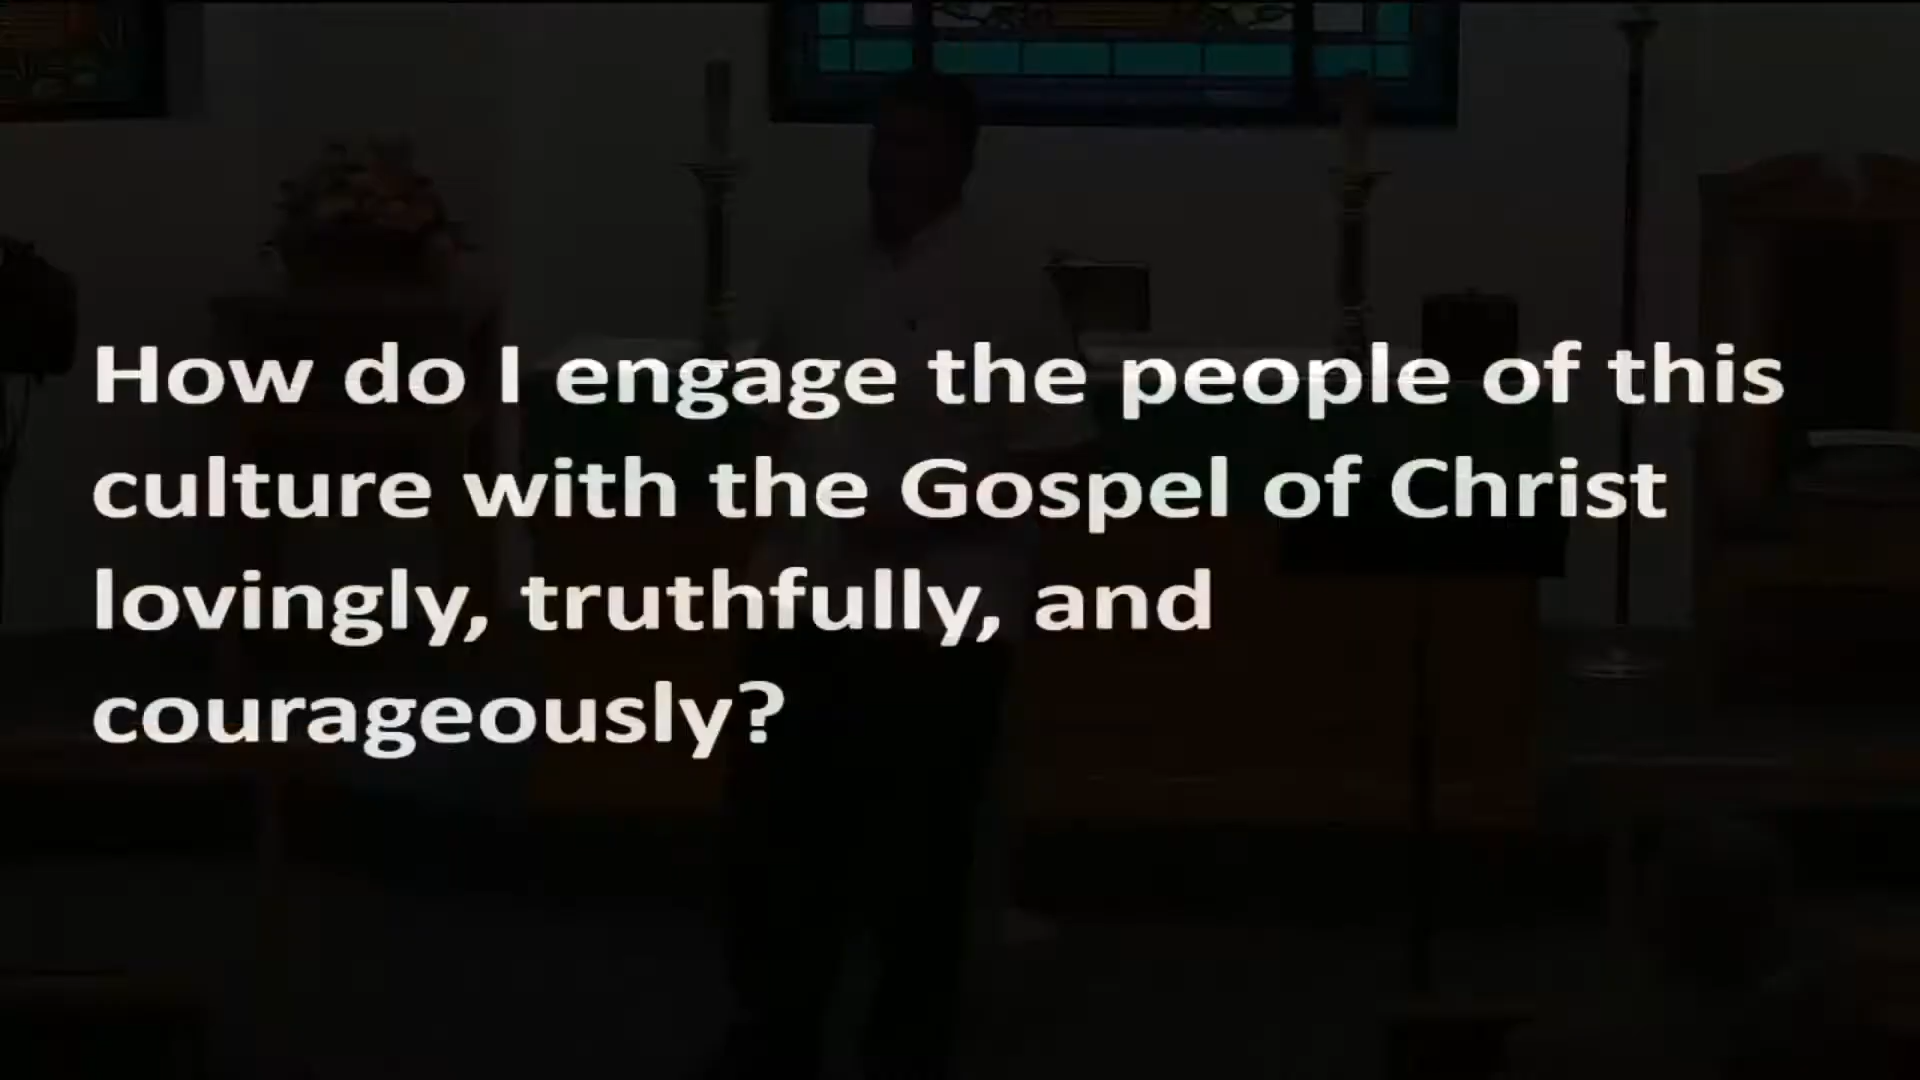 How do I engage the people of this
culture with the Gospel of Christ
lovingly, truthfully, and
courageously?